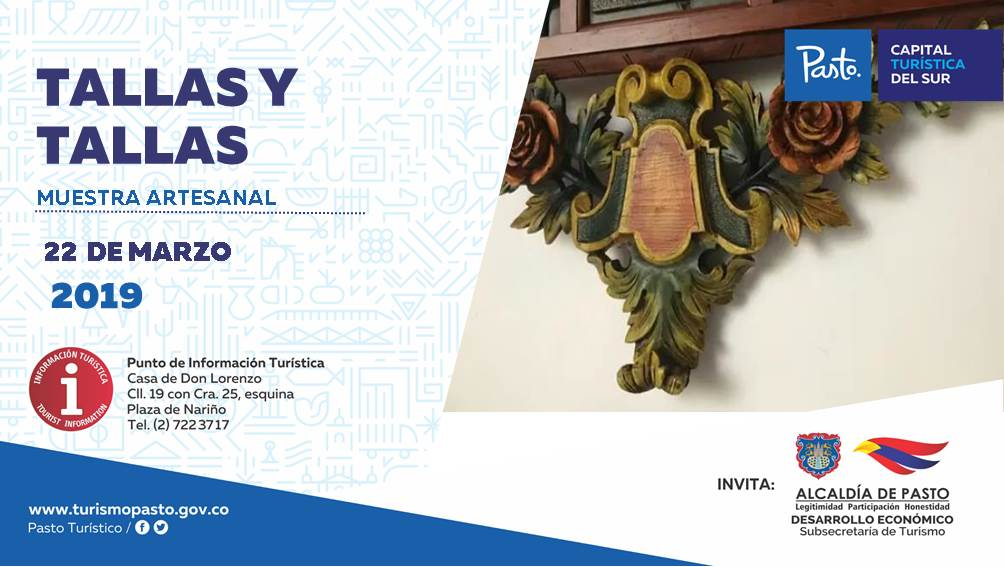 TALLAS Y
TALLAS
MUESTRA ARTESANAL
22 DE MARZO
2019
INFORMACIÓN TURÍSTICA
i
TOURIST INFORMATION
Punto de Información Turística
Casa de Don Lorenzo
Cll. 19 con Cra. 25, esquina
Plaza de Nariño
Tel. (2) 7223717
www.turismopasto.gov.co
Pasto Turístico /
Pasto.
CAPITAL
TURÍSTICA
DEL SUR
INVITA:
ALCALDÍA DE PASTO
Legitimidad Participación Honestidad
DESARROLLO ECONÓMICO
Subsecretaría de Turismo